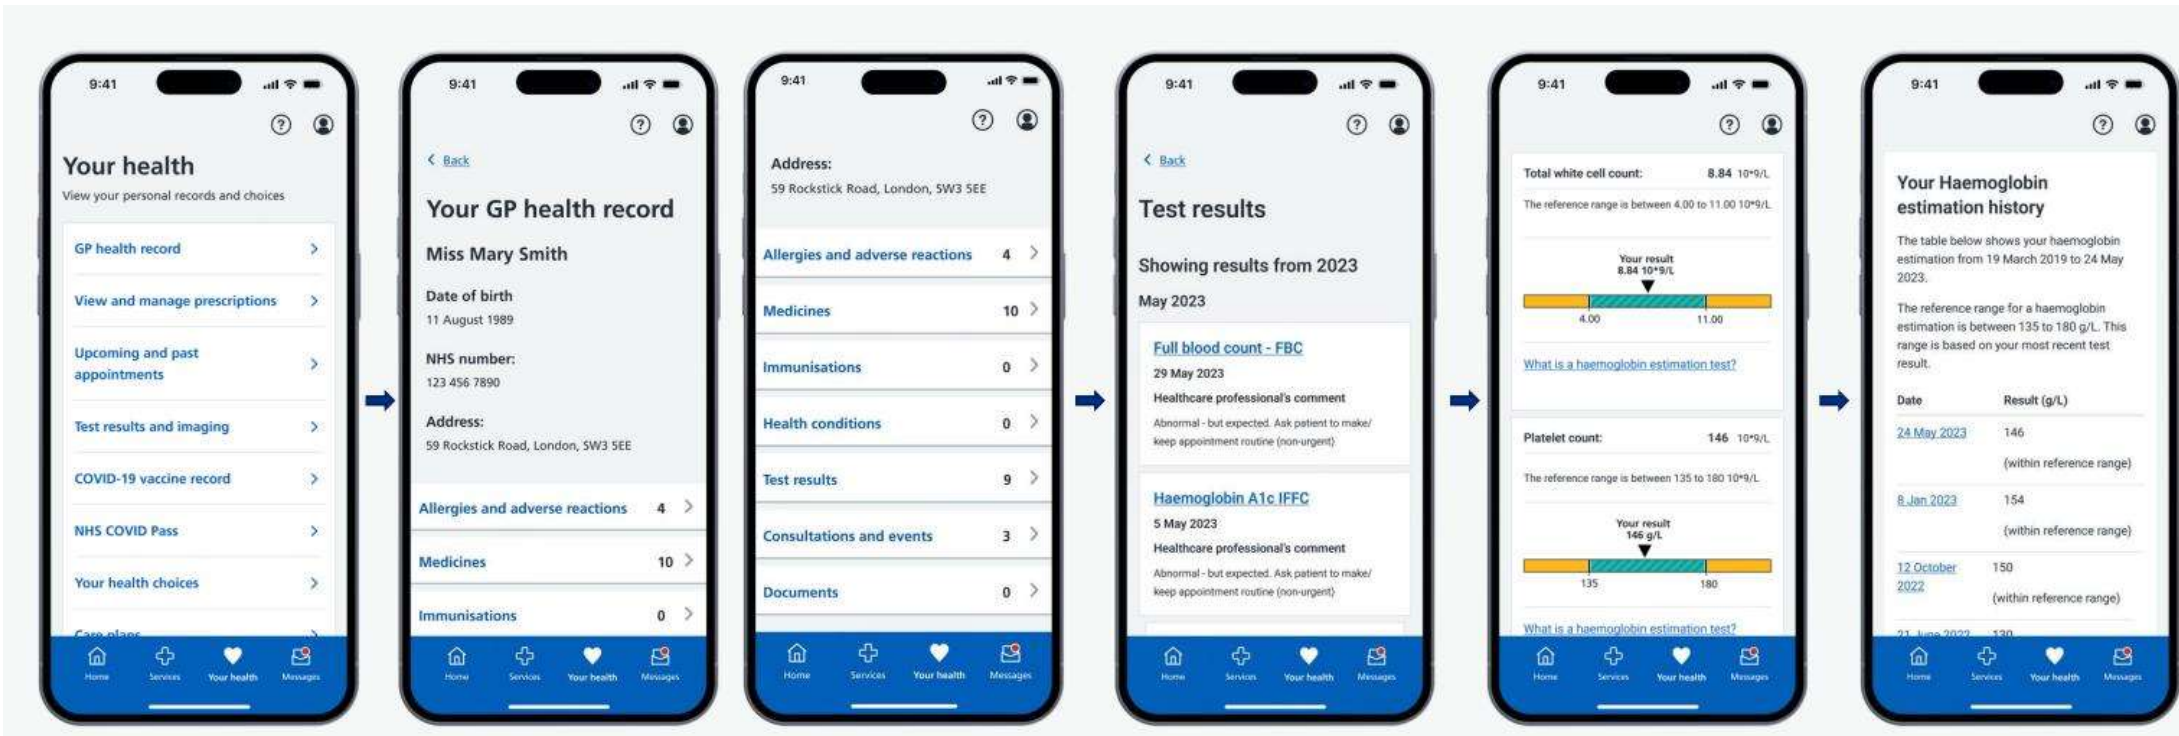 9:41
Your health
View your personal records and choices
GP health record
View and manage prescriptions
Upcoming and past
appointments
Test results and imaging
COVID-19 vaccine record
NHS COVID Pass
Your health choices
Care plans
Home Services Your health Messages
9:41
Back
Your GP health record
Miss Mary Smith
Date of birth
11 August 1989
NHS number:
123 456 7890
Address:
59 Rockstick Road, London, SW3 5EE
Allergies and adverse reactions 4
Medicines 10
Immunisations 0
Home Services Your health Messages
9:41
Address:
59 Rockstick Road, London, SW3 5EE
Allergies and adverse reactions 4
Medicines 10
Immunisations 0
Health conditions 0
Test results 9
Consultations and events 3
Documents 0
Home Services Your health Messages
9:41
Back
Test results
Showing results from 2023
May 2023
Full blood count - FBC
29 May 2023
Healthcare professional's comment
Abnormal - but expected. Ask patient to make/
keep appointment routine (non-urgent)
Haemoglobin A1c IFFC
5 May 2023
Healthcare professional's comment
Abnormal - but expected. Ask patient to make/
keep appointment routine (non-urgent)
Home Services Your health Messages
9:41
Total white cell count: 8.84 10*9/L
The reference range is between 4.00 to 11.00 10*9/L
Your result
8.84 10*9/L
4.00 11.00
What is a haemoglobin estimation test?
Platelet count: 146 10*9/L
The reference range is between 135 to 180 10*9/L
Your result
146 g/L
135 180
What is a haemoglobin estimation test?
Home Services Your health Messages
9:41
Your Haemoglobin
estimation history
The table below shows your haemoglobin
estimation from 19 March 2019 to 24 May
2023.
The reference range for a haemoglobin
estimation is between 135 to 180 g/L. This
range is based on your most recent test
result.
Date Result (g/L)
24 May 2023 146
(within reference range)
8 Jan 2023 154
(within reference range)
12 October 150
2022
(within reference range)
21 June 2022 130
Home Services Your health Messages